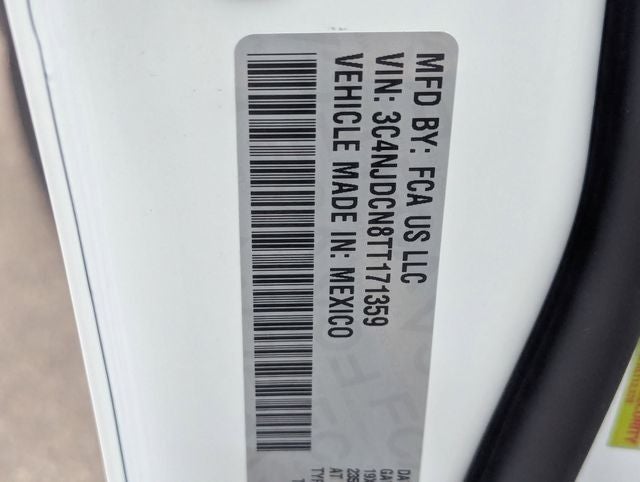 MFD BY: FCA US LLC
VIN: 3C4NJDCN8TT171359
VEHICLE MADE IN: MEXICO